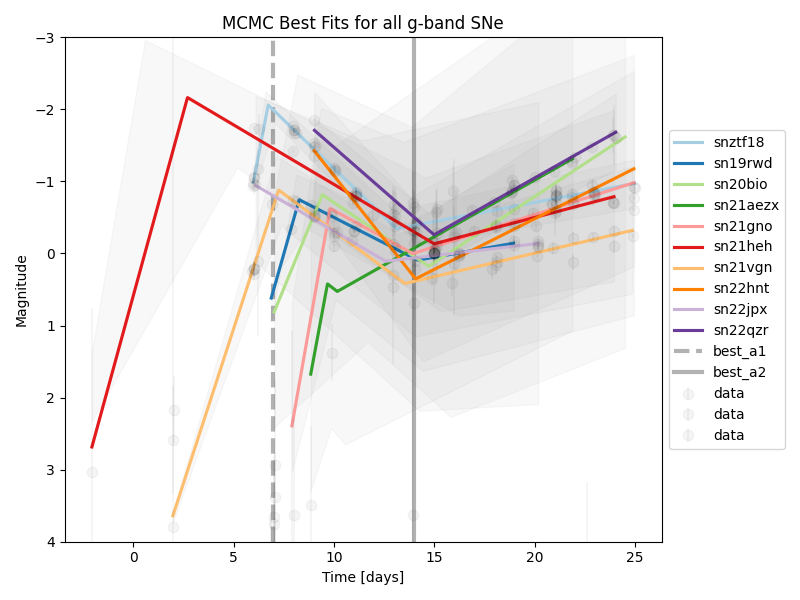 MCMC Best Fits for all g-band SNe
−3
−2
−1
0
1
2
3
4
Magnitude
0
5
10
15
20
25
Time [days]
snztf18
sn19rwd
sn20bio
sn21aezx
sn21gno
sn21heh
sn21vgn
sn22hnt
sn22jpx
sn22qzr
best_a1
best_a2
data
data
data